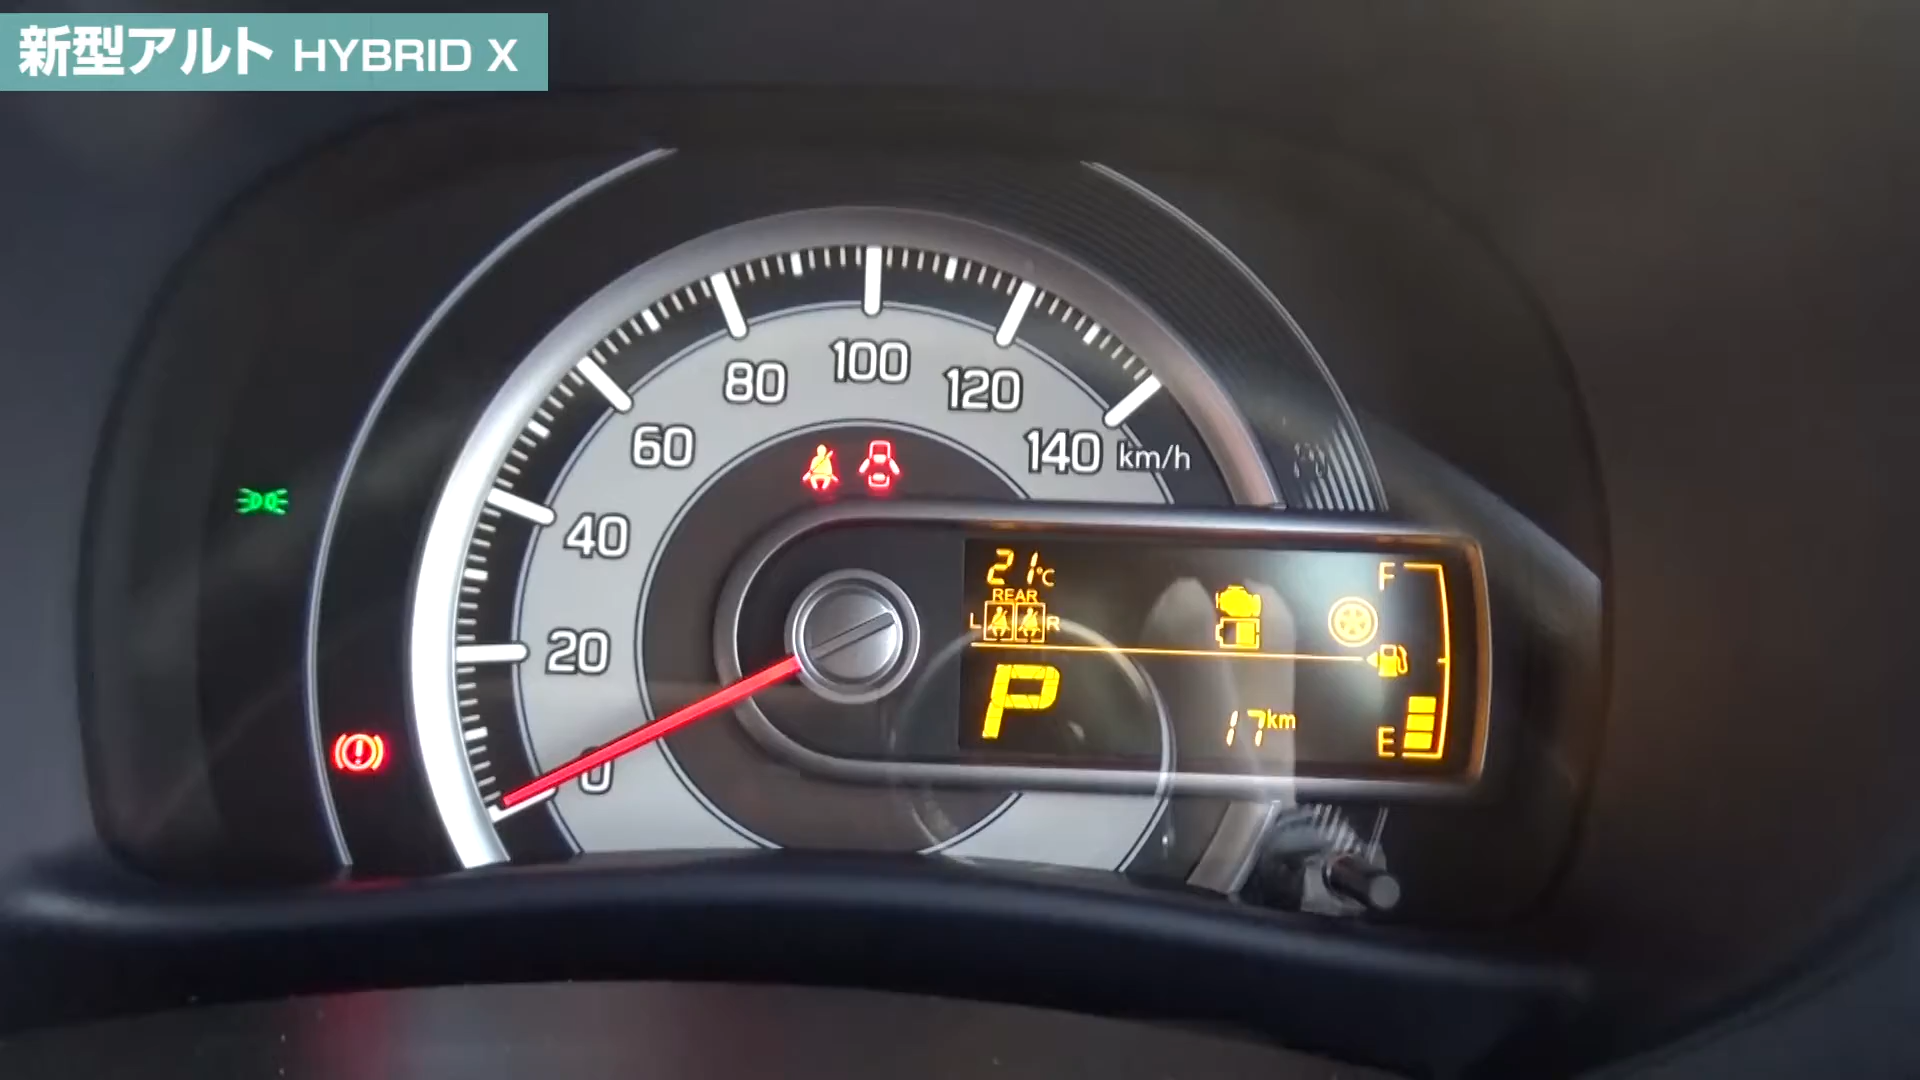 新型アルト HYBRID X
100
80
120
60
140 km/h
40
21°C
F
REAR
L R
20
P
17km
E
0